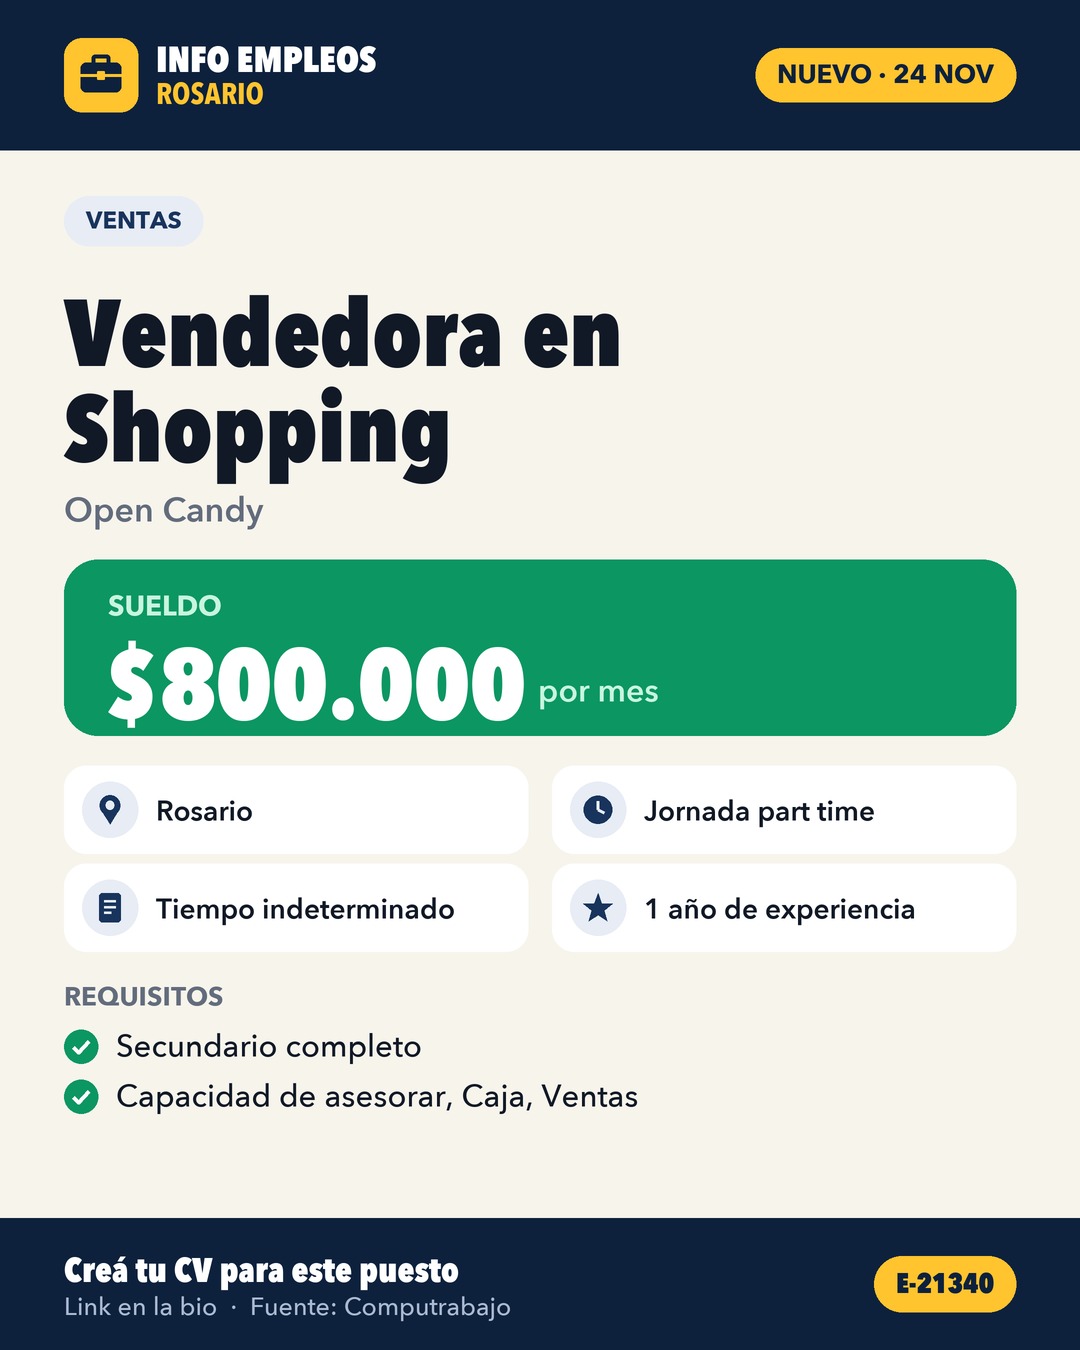 INFO EMPLEOS
ROSARIO
NUEVO · 24 NOV
VENTAS
Vendedora en
Shopping
Open Candy
SUELDO
$800.000 por mes
Rosario
Jornada part time
Tiempo indeterminado
1 año de experiencia
REQUISITOS
Secundario completo
Capacidad de asesorar, Caja, Ventas
Creá tu CV para este puesto
Link en la bio · Fuente: Computrabajo
E-21340